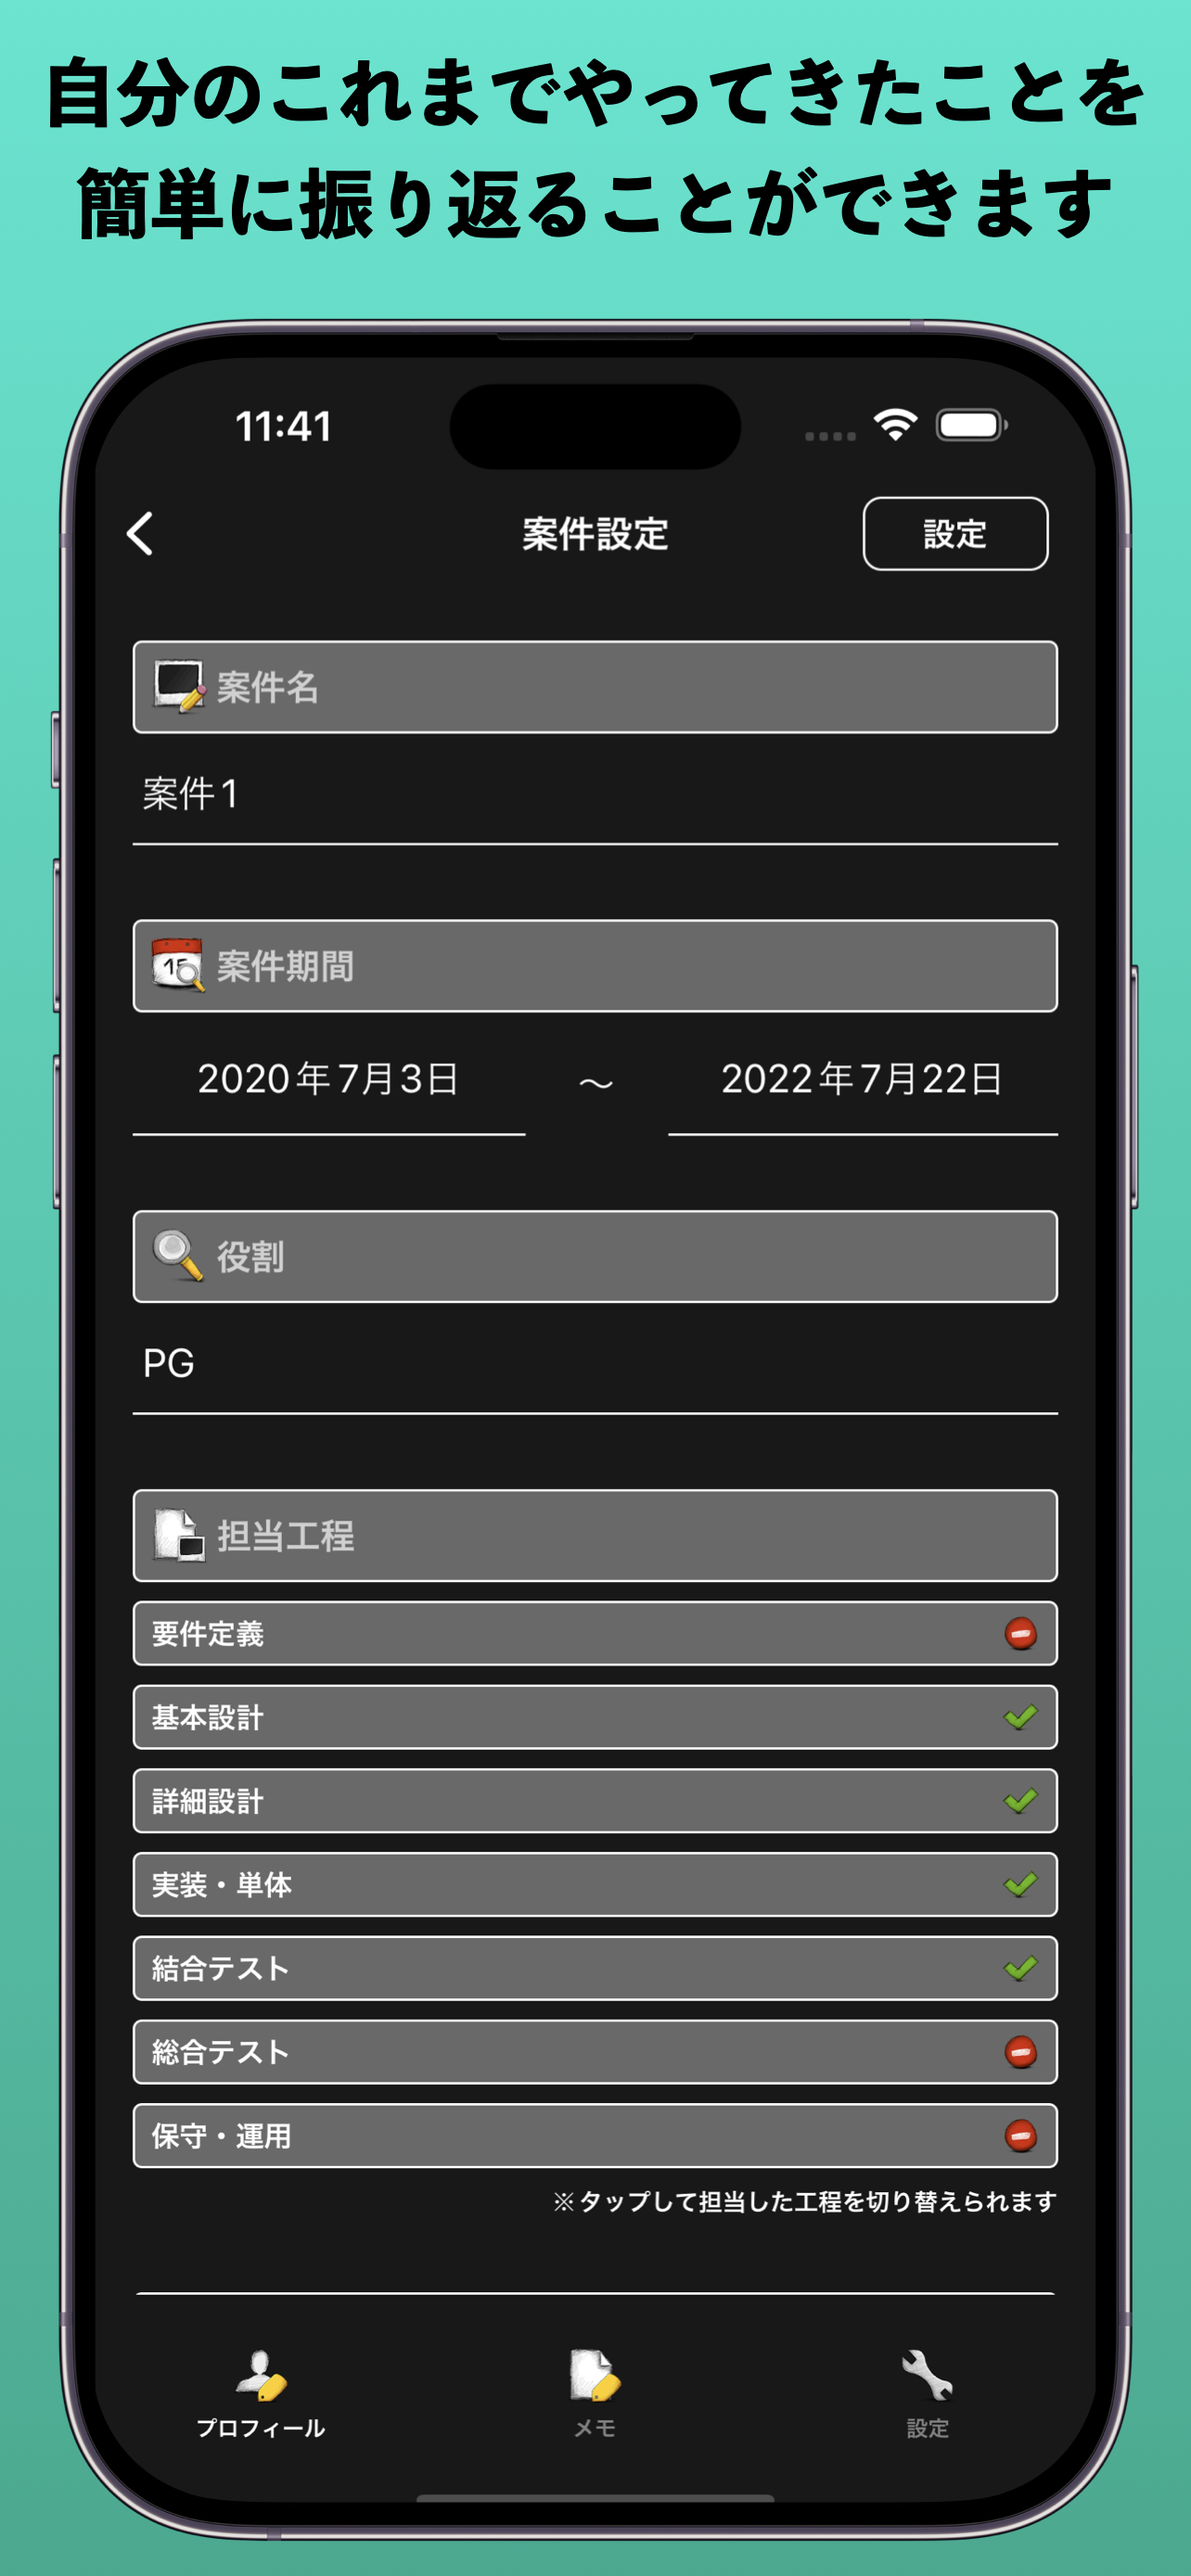 自分のこれまでやってきたことを
簡単に振り返ることができます
11:41
案件設定
設定
案件名
案件1
15
案件期間
2020年7月3日 ～ 2022年7月22日
役割
PG
担当工程
要件定義
基本設計
詳細設計
実装・単体
結合テスト
総合テスト
保守・運用
※タップして担当した工程を切り替えられます
プロフィール
メモ
設定